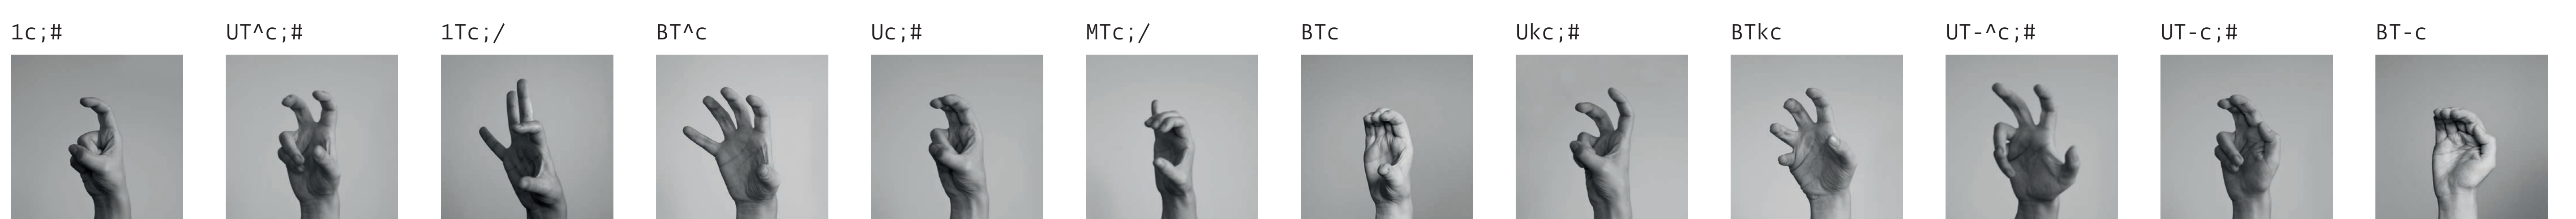 1c;#
UT^c;#
1Tc;/
BT^c
Uc;#
MTc;/
BTc
Ukc;#
BTkc
UT-^c;#
UT-c;#
BT-c